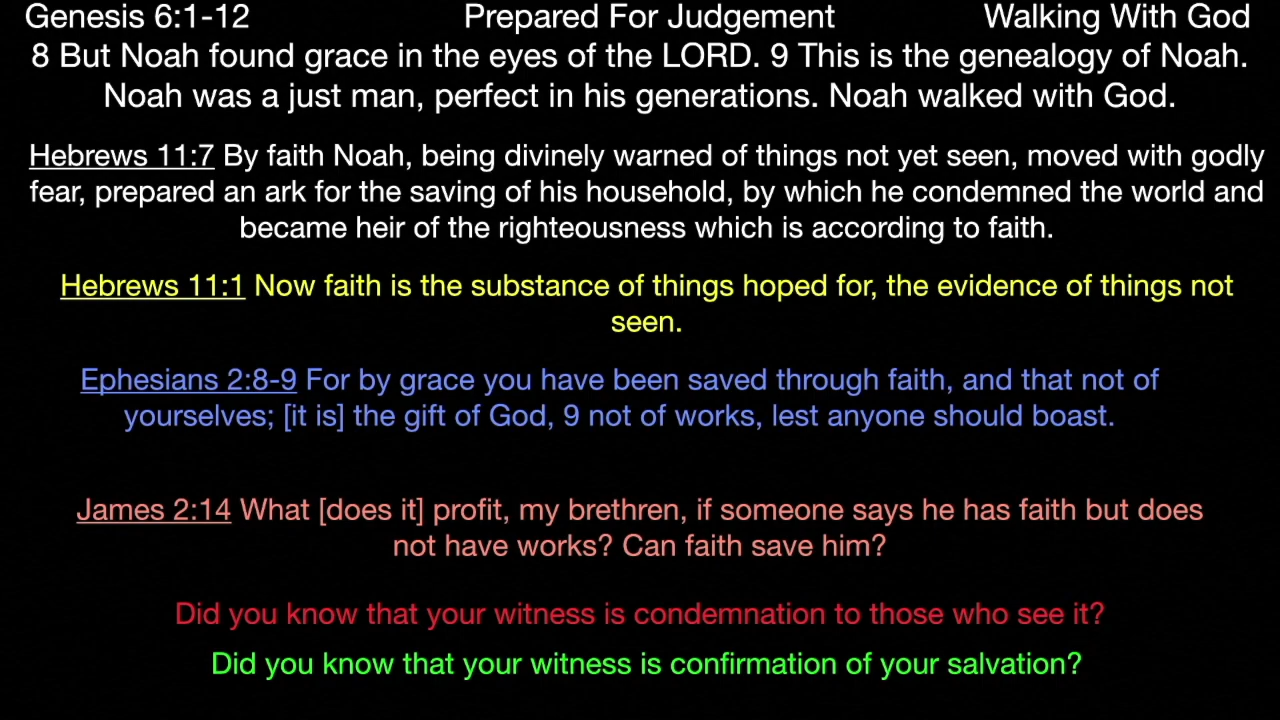 Genesis 6:1-12 Prepared For Judgement Walking With God
8 But Noah found grace in the eyes of the LORD. 9 This is the genealogy of Noah.
Noah was a just man, perfect in his generations. Noah walked with God.
Hebrews 11:7 By faith Noah, being divinely warned of things not yet seen, moved with godly
fear, prepared an ark for the saving of his household, by which he condemned the world and
became heir of the righteousness which is according to faith.
Hebrews 11:1 Now faith is the substance of things hoped for, the evidence of things not
seen.
Ephesians 2:8-9 For by grace you have been saved through faith, and that not of
yourselves; [it is] the gift of God, 9 not of works, lest anyone should boast.
James 2:14 What [does it] profit, my brethren, if someone says he has faith but does
not have works? Can faith save him?
Did you know that your witness is condemnation to those who see it?
Did you know that your witness is confirmation of your salvation?